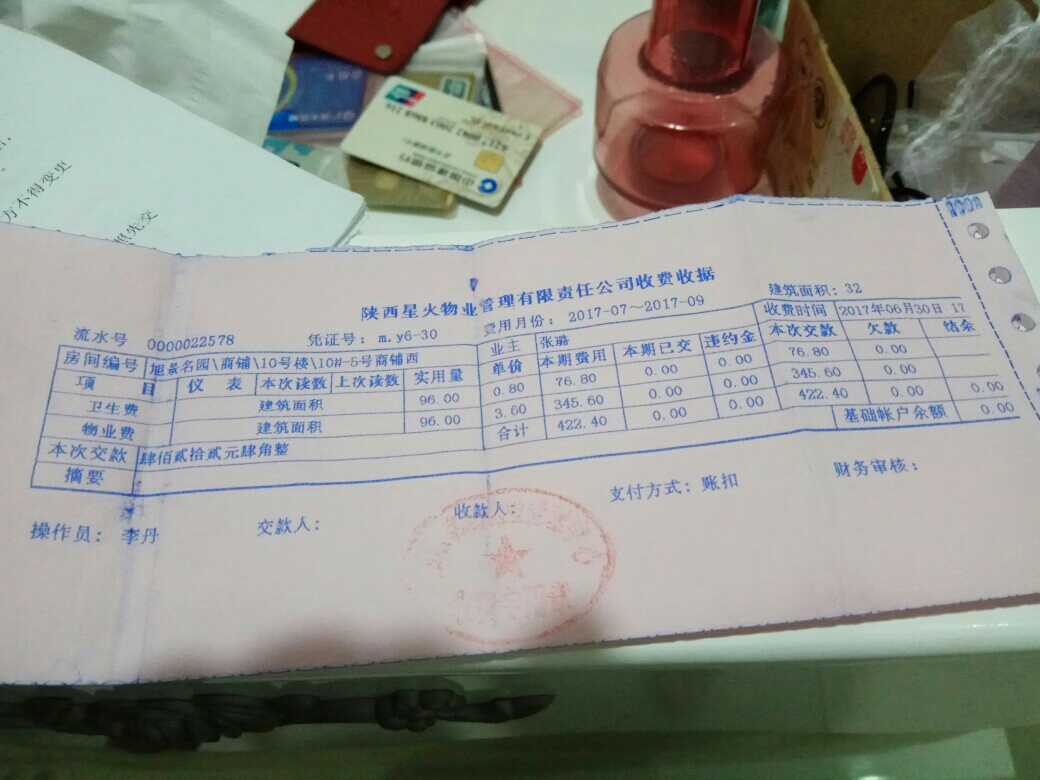 方不得变更
中国建设银行
陕西星火物业管理有限责任公司收费收据
流水号 0000022578 凭证号: m.y6-30 费用月份: 2017-07～2017-09 建筑面积: 32
房间编号 地景名园\商铺\10号楼\10#-5号商铺西 业主 张璐 收费时间 2017年06月30日 17
项目 仪表 本次读数 上次读数 实用量 单价 本期费用 本期已交 违约金 本次交款 欠款 结余
卫生费 建筑面积 96.00 0.80 76.80 0.00 0.00 76.80 0.00
物业费 建筑面积 96.00 3.60 345.60 0.00 0.00 345.60 0.00
本次交款 肆佰贰拾贰元肆角整 合计 422.40 0.00 0.00 422.40 0.00 0.00
摘要 基础帐户余额 0.00
操作员: 李丹 交款人: 收款人: 支付方式: 账扣 财务审核: